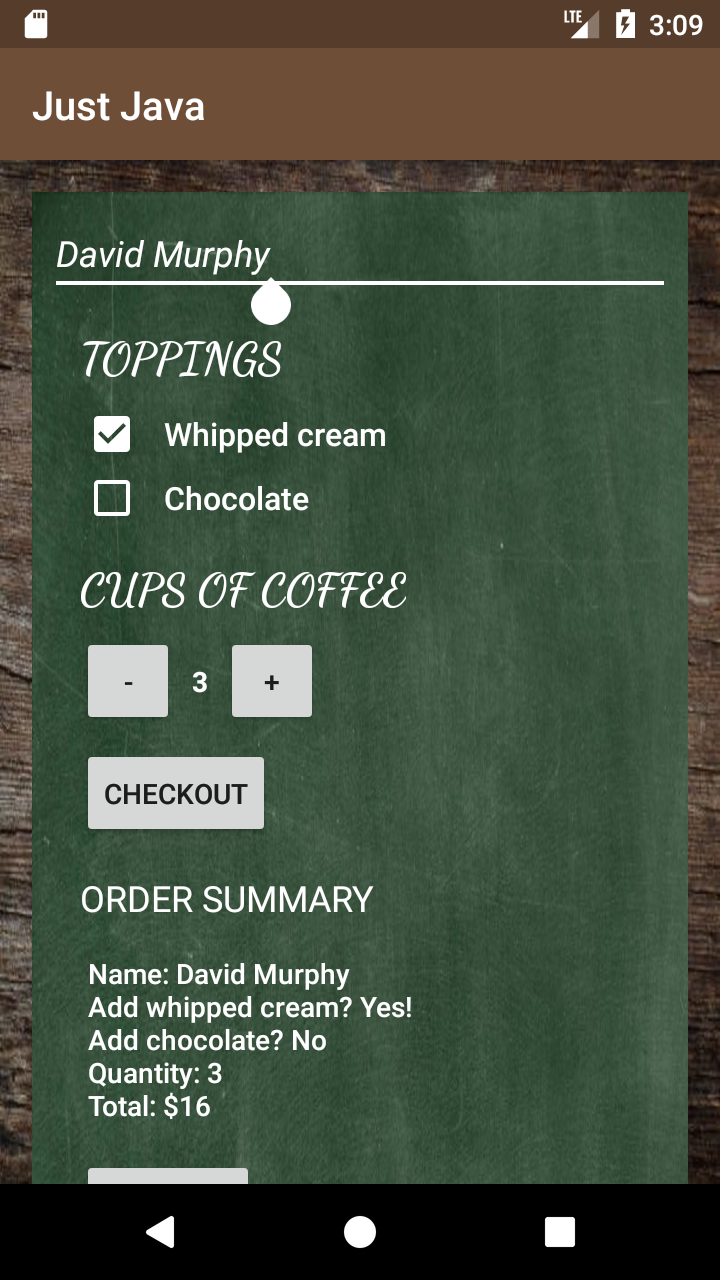 LTE 3:09
Just Java
David Murphy
TOPPINGS
Whipped cream
Chocolate
CUPS OF COFFEE
- 3 +
CHECKOUT
ORDER SUMMARY
Name: David Murphy
Add whipped cream? Yes!
Add chocolate? No
Quantity: 3
Total: $16